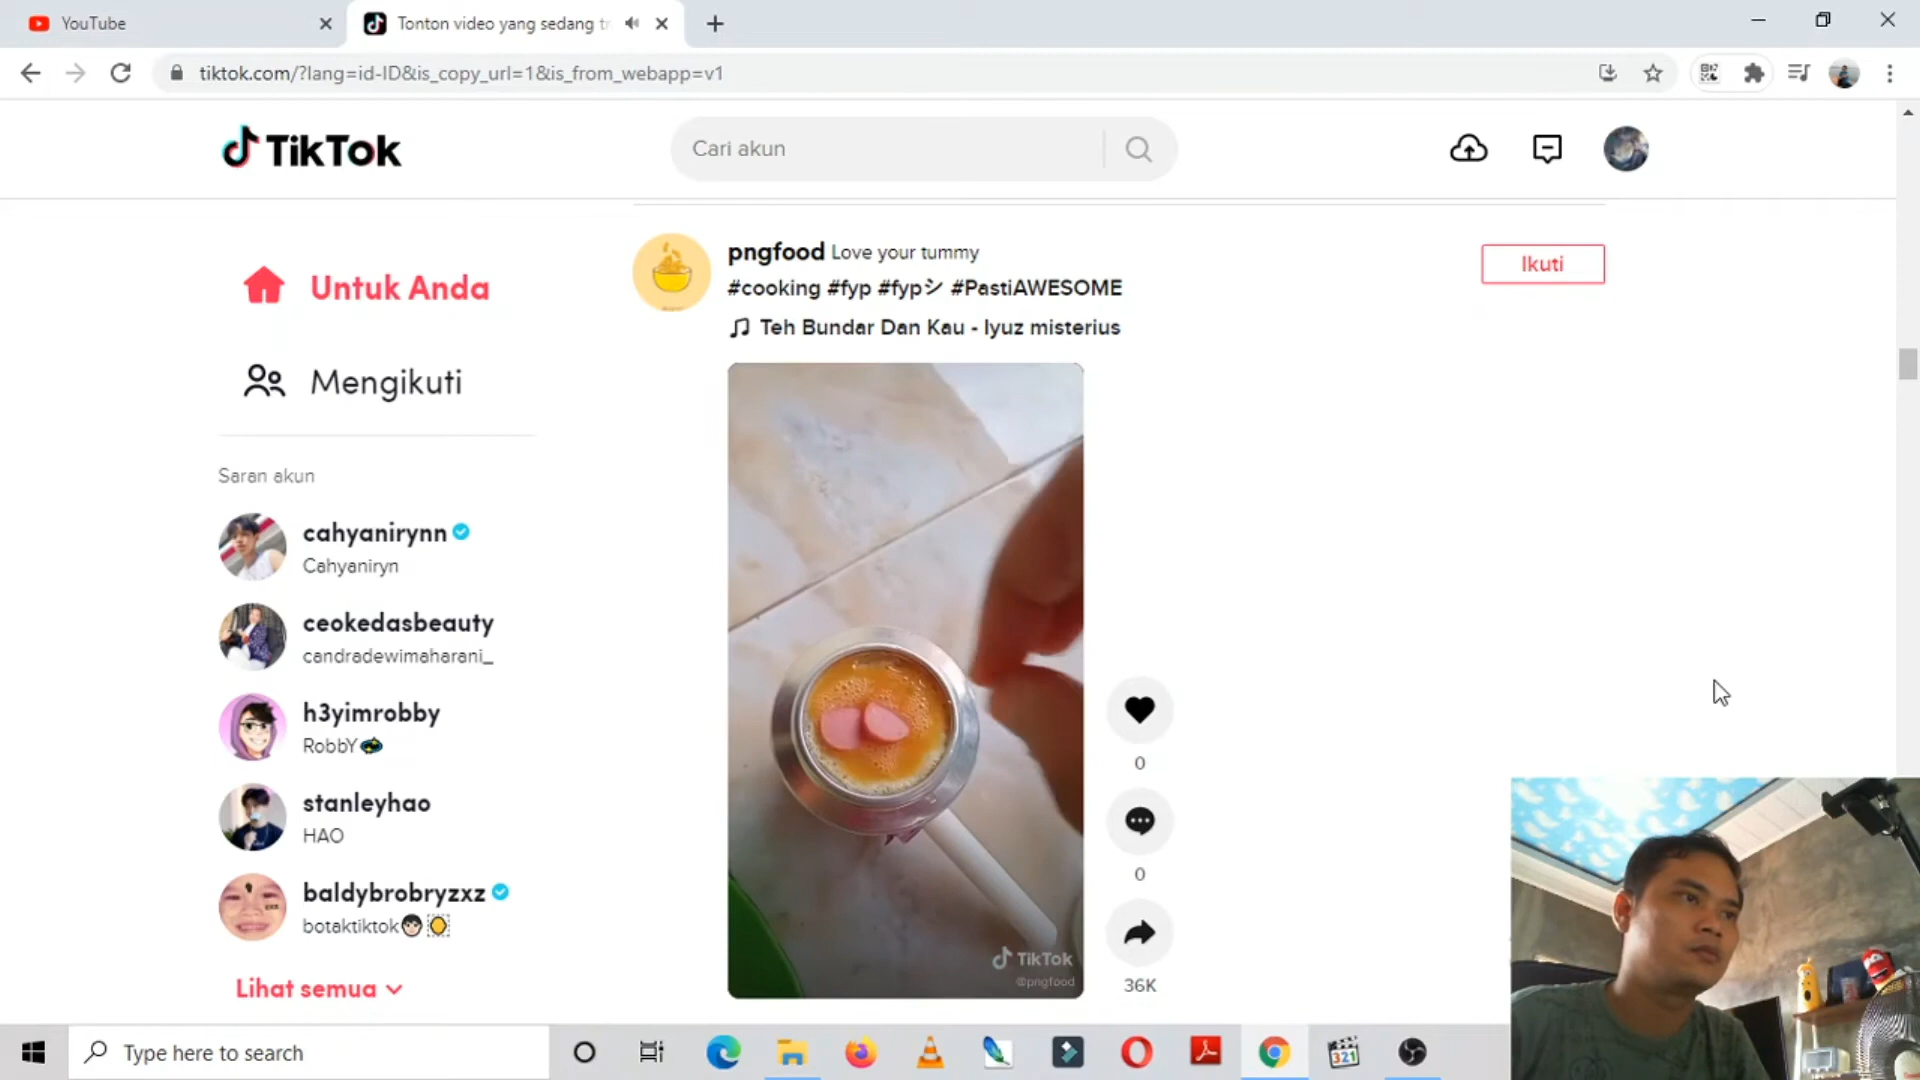 YouTube
Tonton video yang sedang tr
tiktok.com/?lang=id-ID&is_copy_url=1&is_from_webapp=v1
TikTok
Cari akun
Untuk Anda
Mengikuti
Saran akun
cahyanirynn
Cahyaniryn
ceokedasbeauty
candradewimaharani_
h3yimrobby
RobbY
stanleyhao
HAO
baldybrobryzxz
botaktiktok
Lihat semua
pngfood Love your tummy
#cooking #fyp #fypシ #PastiAWESOME
Teh Bundar Dan Kau - Iyuz misterius
Ikuti
TikTok
@pngfood
0
0
36K
Type here to search
321